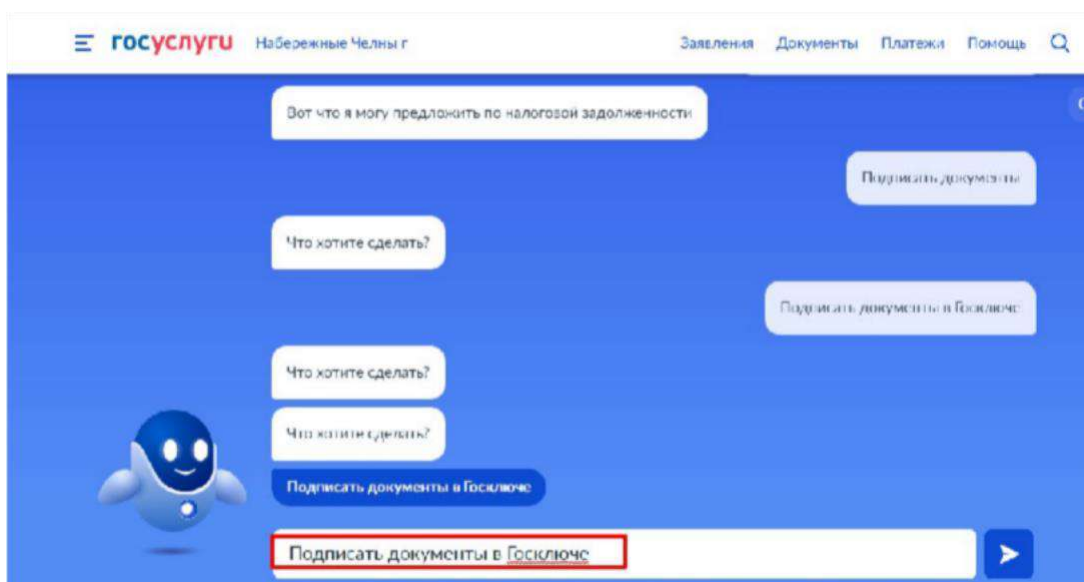 госуслуги Набережные Челны г Заявления Документы Платежи Помощь
Вот что я могу предложить по налоговой задолженности
Подписать документы
Что хотите сделать?
Подписать документы в Госключе
Что хотите сделать?
Что хотите сделать?
Подписать документы в Госключе
Подписать документы в Госключе